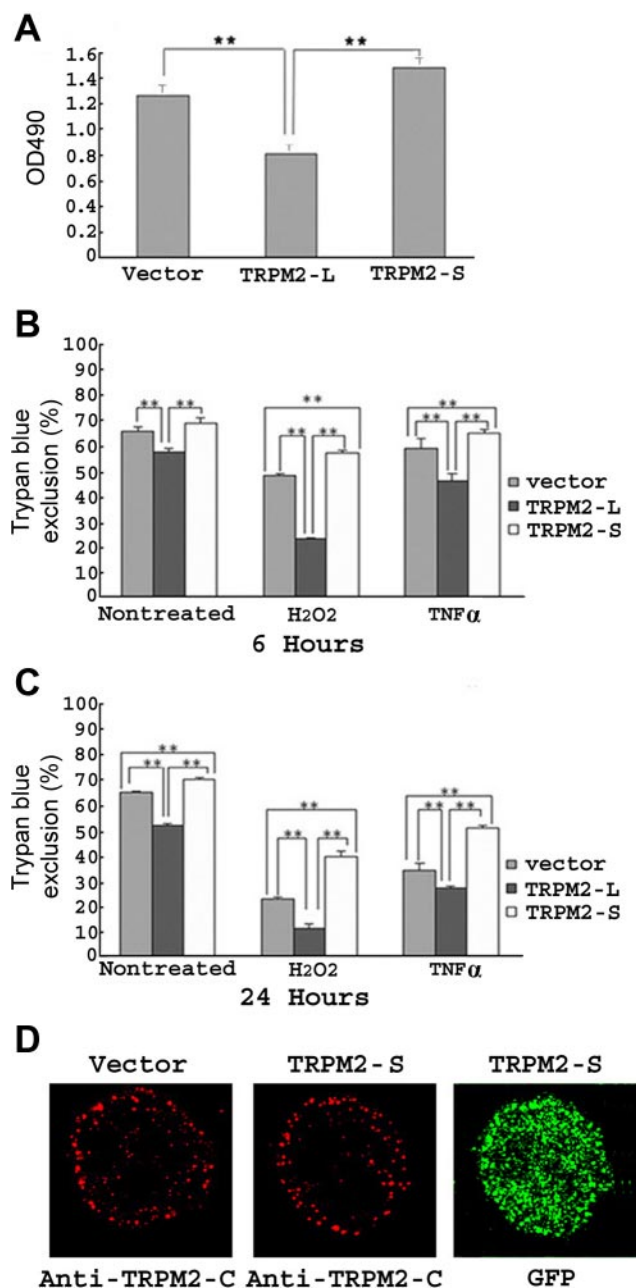 A
** **
OD490
1.6
1.4
1.2
1.0
0.8
0.6
0.4
0.2
0
Vector TRPM2-L TRPM2-S
B
Trypan blue
exclusion (%)
100
90
80
70
60
50
40
30
20
10
0
** **
**
** **
**
** **
vector
TRPM2-L
TRPM2-S
Nontreated H2O2 TNFα
6 Hours
C
Trypan blue
exclusion (%)
100
90
80
70
60
50
40
30
20
10
**
** **
**
** **
**
** **
vector
TRPM2-L
TRPM2-S
Nontreated H2O2 TNFα
24 Hours
D
Vector TRPM2-S TRPM2-S
Anti-TRPM2-C Anti-TRPM2-C GFP